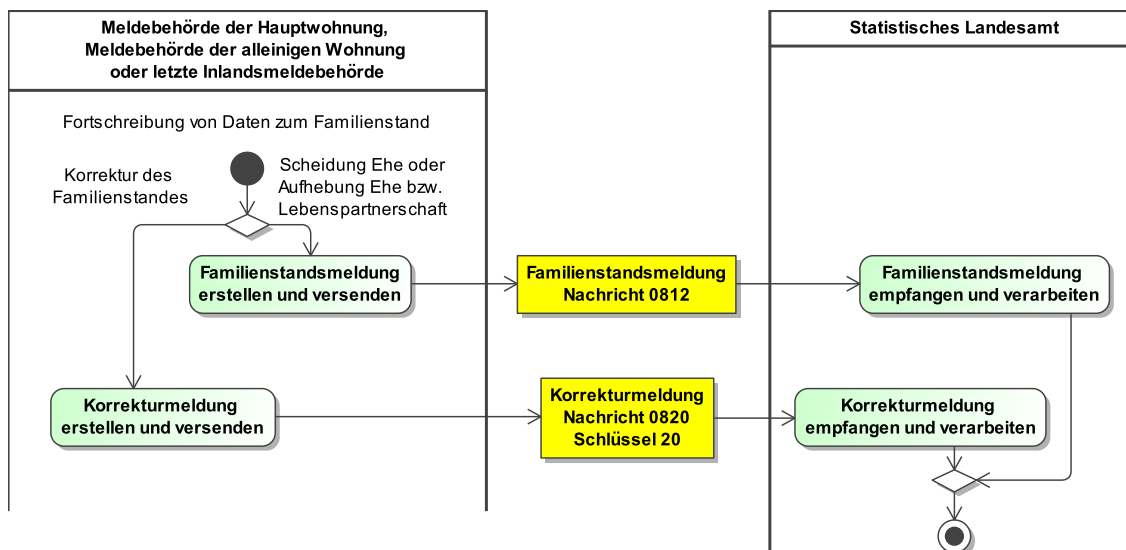 Meldebehörde der Hauptwohnung,
Meldebehörde der alleinigen Wohnung
oder letzte Inlandsmeldebehörde
Statistisches Landesamt
Fortschreibung von Daten zum Familienstand
Korrektur des
Familienstandes
Scheidung Ehe oder
Aufhebung Ehe bzw.
Lebenspartnerschaft
Familienstandsmeldung
erstellen und versenden
Familienstandsmeldung
Nachricht 0812
Familienstandsmeldung
empfangen und verarbeiten
Korrekturmeldung
erstellen und versenden
Korrekturmeldung
Nachricht 0820
Schlüssel 20
Korrekturmeldung
empfangen und verarbeiten